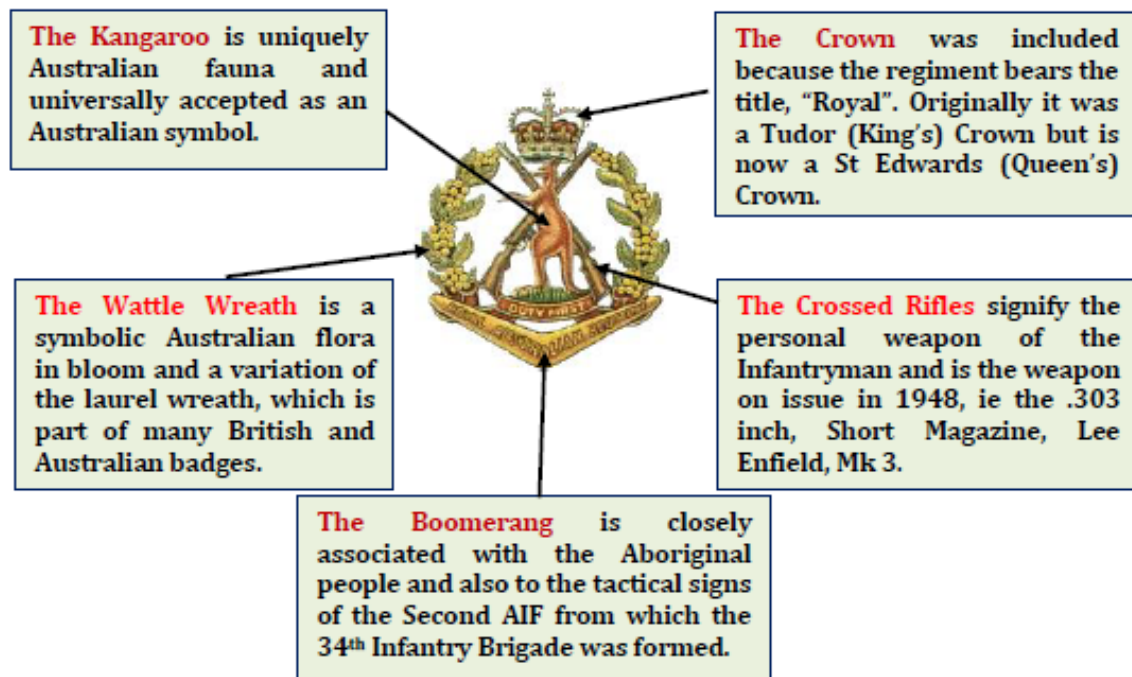 The Kangaroo is uniquely
Australian fauna and
universally accepted as an
Australian symbol.
The Crown was included
because the regiment bears the
title, “Royal”. Originally it was
a Tudor (King’s) Crown but is
now a St Edwards (Queen’s)
Crown.
The Wattle Wreath is a
symbolic Australian flora
in bloom and a variation of
the laurel wreath, which is
part of many British and
Australian badges.
DUTY FIRST
The Crossed Rifles signify the
personal weapon of the
Infantryman and is the weapon
on issue in 1948, ie the .303
inch, Short Magazine, Lee
Enfield, Mk 3.
The Boomerang is closely
associated with the Aboriginal
people and also to the tactical signs
of the Second AIF from which the
34th Infantry Brigade was formed.